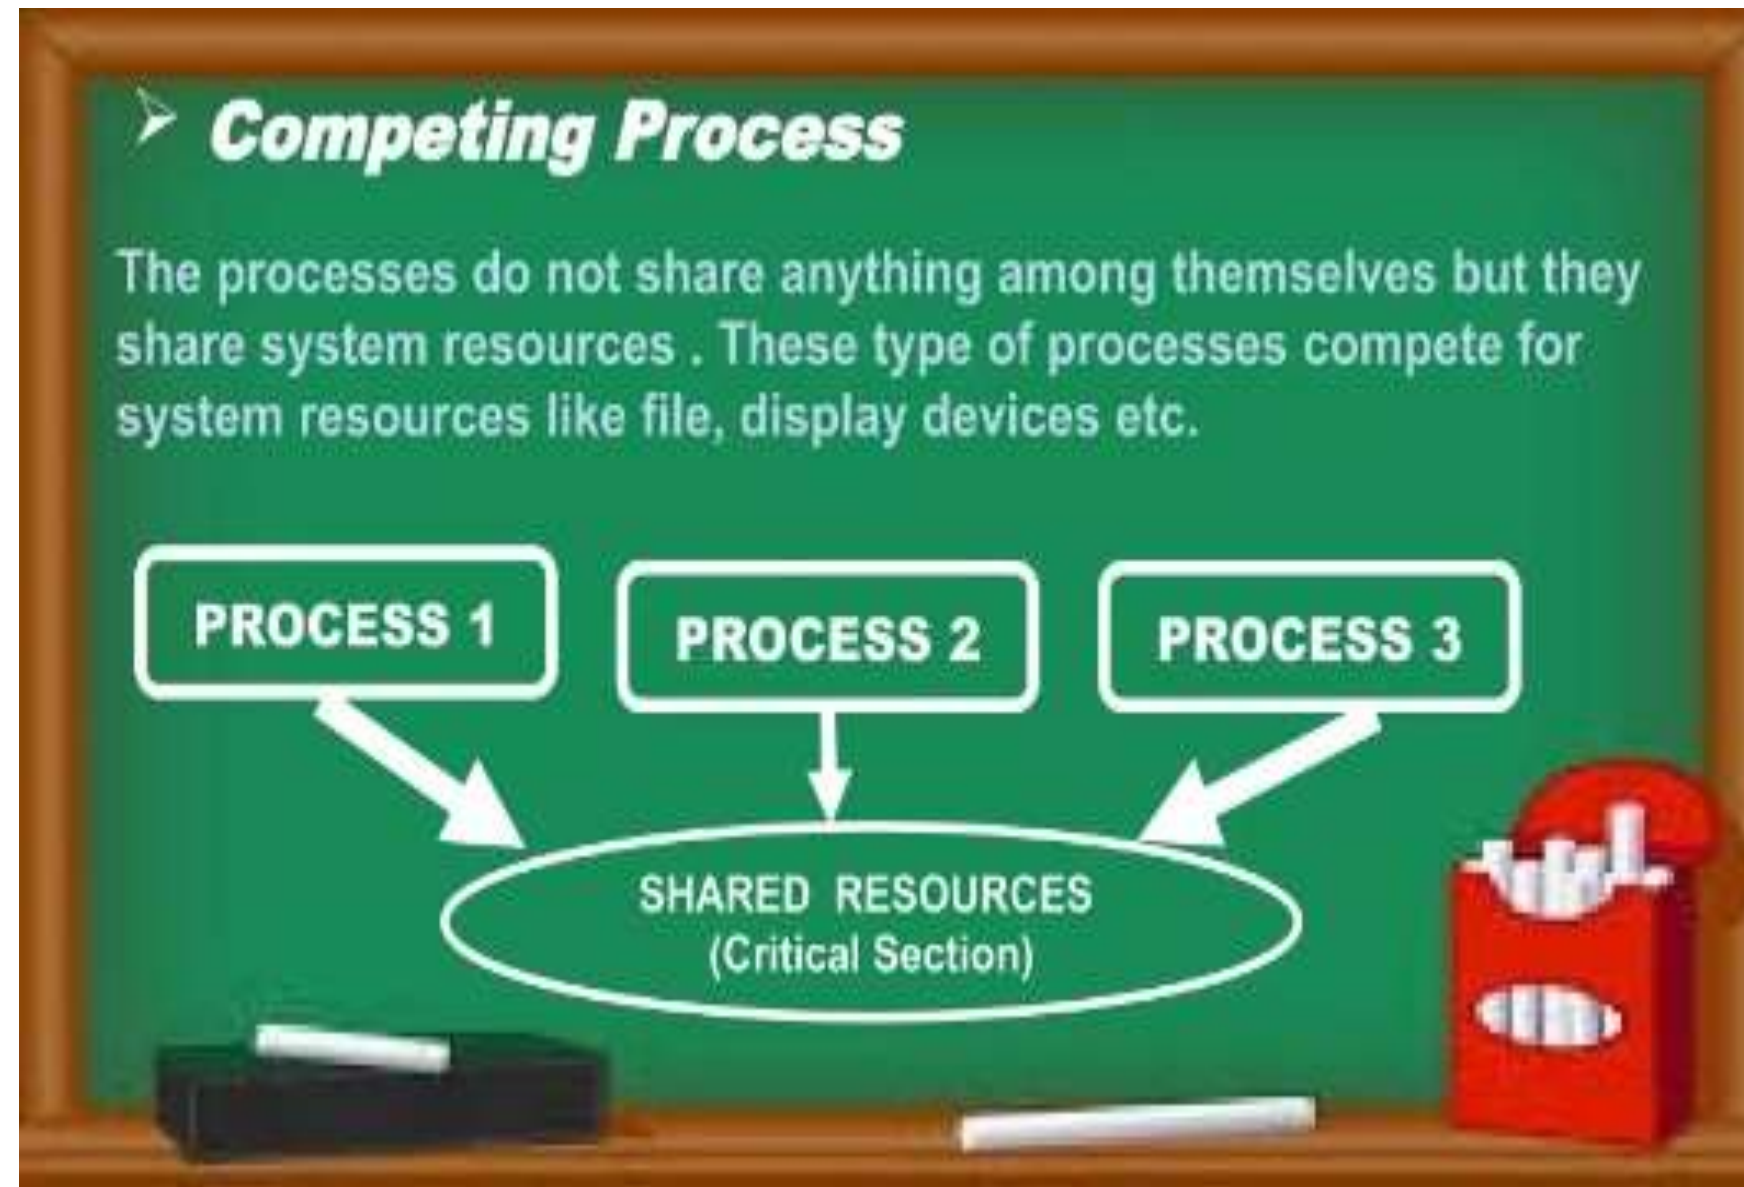 Competing Process
The processes do not share anything among themselves but they
share system resources . These type of processes compete for
system resources like file, display devices etc.
PROCESS 1
PROCESS 2
PROCESS 3
SHARED RESOURCES
(Critical Section)